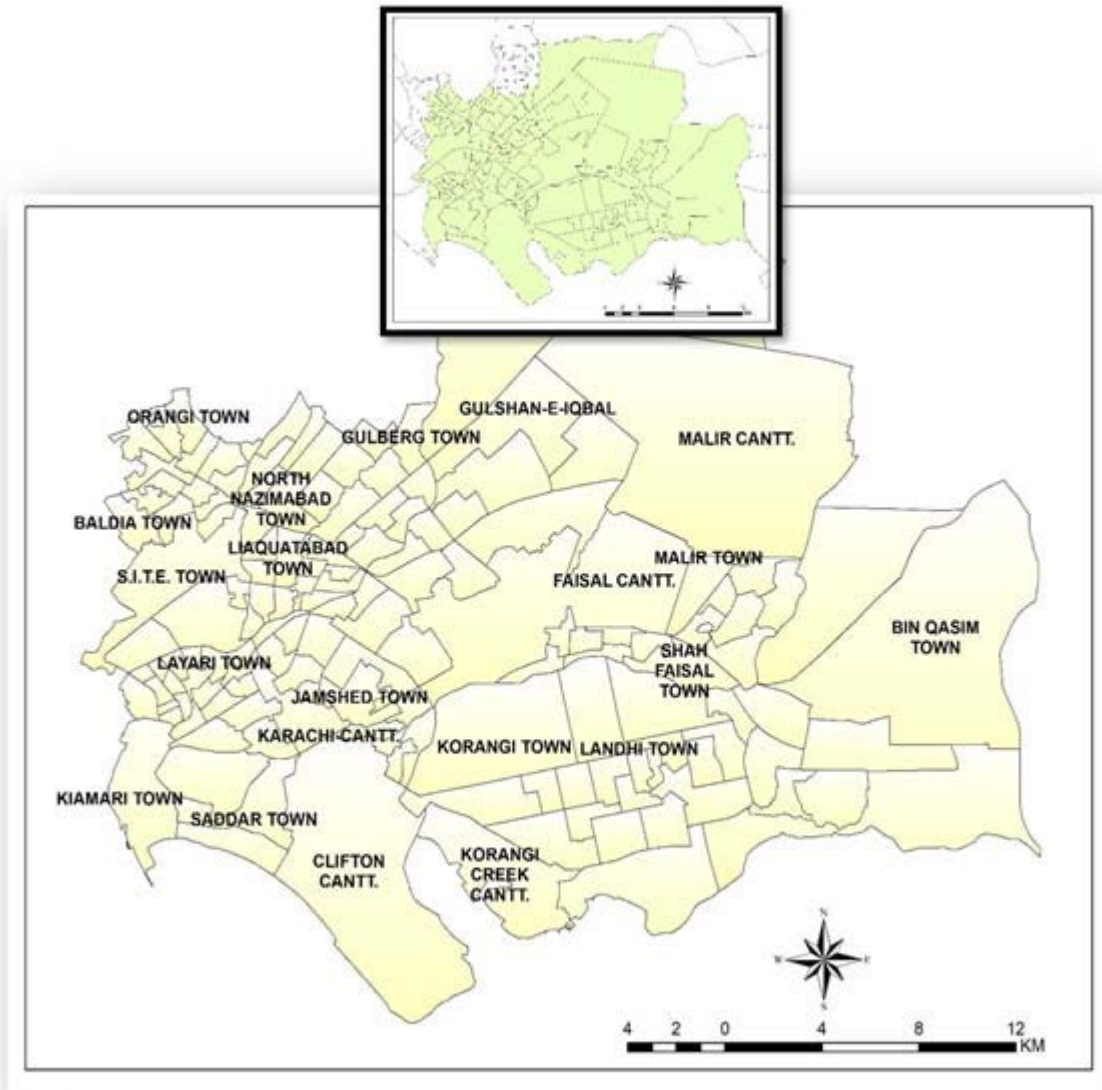 ORANGI TOWN
GULSHAN-E-IQBAL
GULBERG TOWN
MALIR CANTT.
NORTH
NAZIMABAD
TOWN
BALDIA TOWN
LIAQUATABAD
TOWN
S.I.T.E. TOWN
MALIR TOWN
FAISAL CANTT.
BIN QASIM
TOWN
SHAH
FAISAL
TOWN
LAYARI TOWN
JAMSHED TOWN
KARACHI-CANTT.
KORANGI TOWN
LANDHI TOWN
KIAMARI TOWN
SADDAR TOWN
CLIFTON
CANTT.
KORANGI
CREEK
CANTT.
N
W E
S
4 2 0 4 8 12
KM